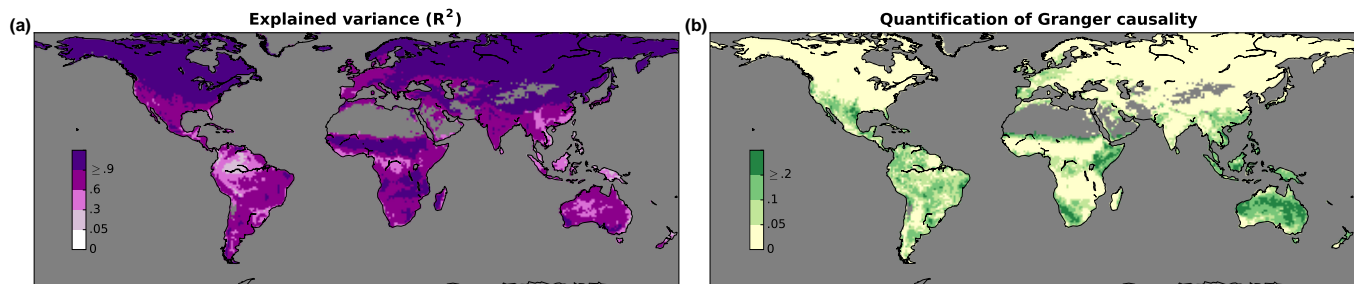 (a)
Explained variance (R²)
≥.9
.6
.3
.05
0
(b)
Quantification of Granger causality
≥.2
.1
.05
0